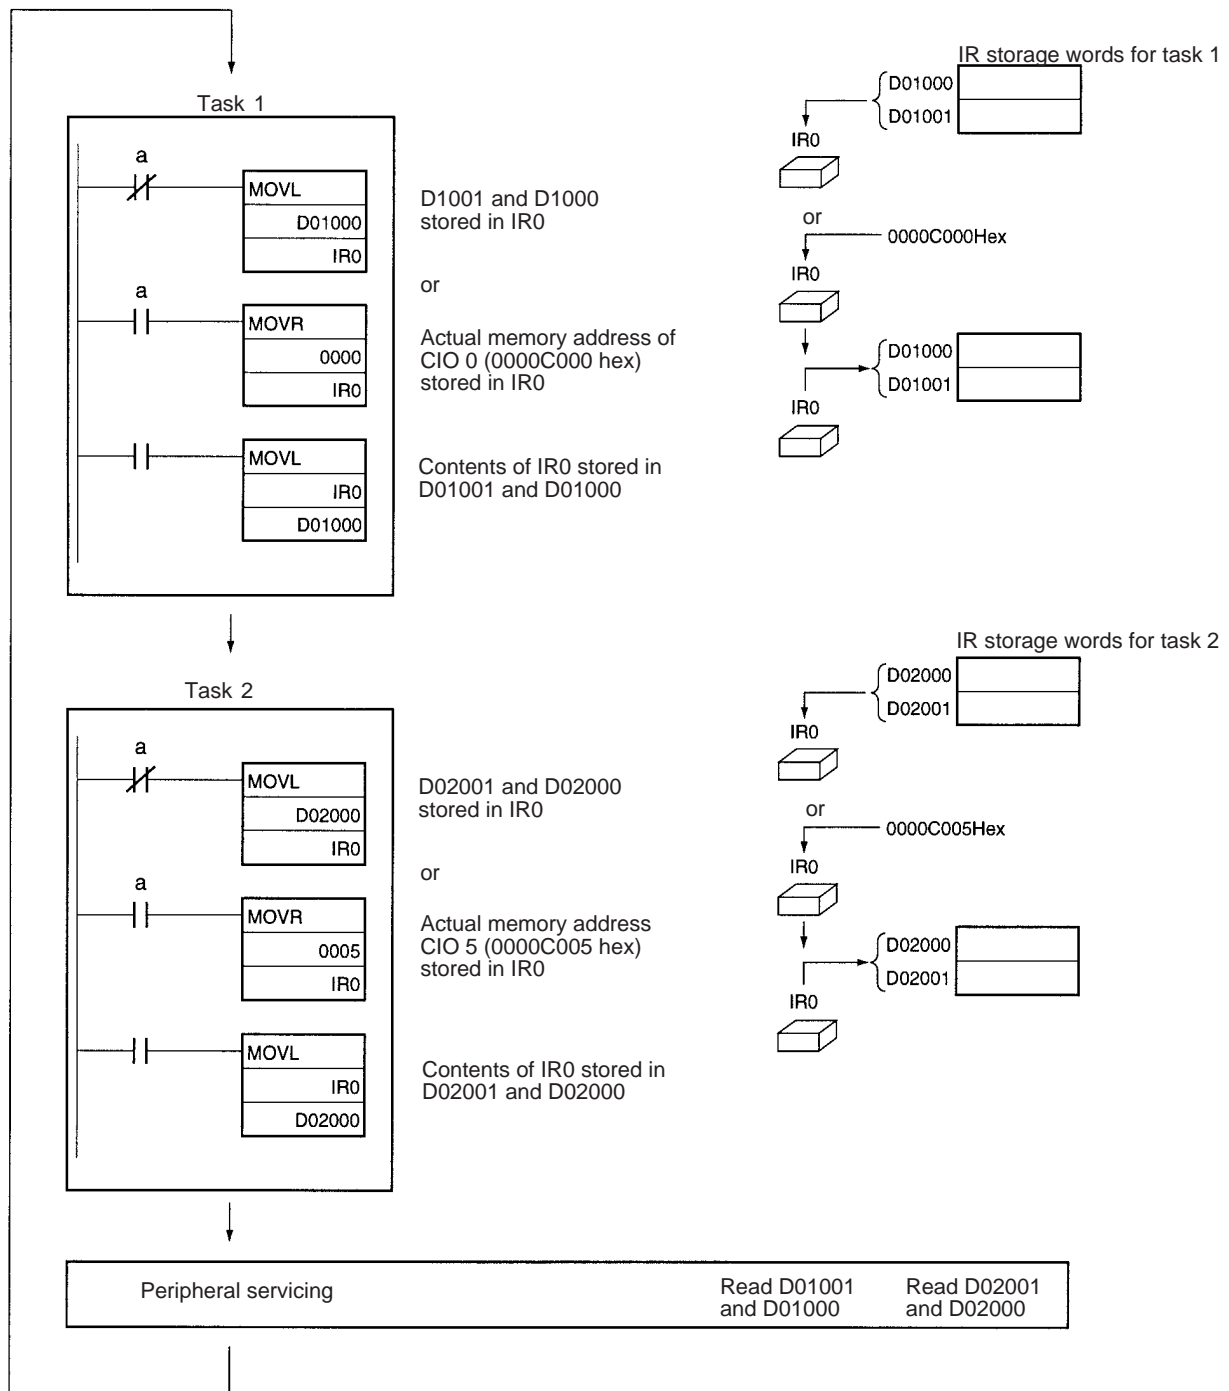 IR storage words for task 1
Task 1
D01000
D01001
IR0
a
MOVL
D01000
IR0
D1001 and D1000
stored in IR0
or
0000C000Hex
IR0
a
MOVR
0000
IR0
or
Actual memory address of
CIO 0 (0000C000 hex)
stored in IR0
D01000
D01001
IR0
MOVL
IR0
D01000
Contents of IR0 stored in
D01001 and D01000
IR storage words for task 2
Task 2
D02000
D02001
IR0
a
MOVL
D02000
IR0
D02001 and D02000
stored in IR0
or
0000C005Hex
IR0
a
MOVR
0005
IR0
or
Actual memory address
CIO 5 (0000C005 hex)
stored in IR0
D02000
D02001
IR0
MOVL
IR0
D02000
Contents of IR0 stored in
D02001 and D02000
Peripheral servicing
Read D01001
and D01000
Read D02001
and D02000